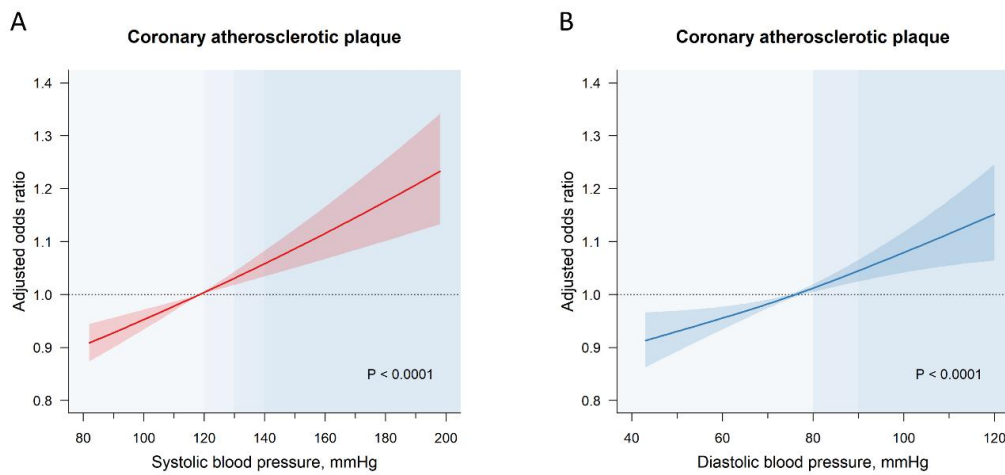 A
Coronary atherosclerotic plaque
Adjusted odds ratio
1.4
1.3
1.2
1.1
1.0
0.9
0.8
P < 0.0001
80 100 120 140 160 180 200
Systolic blood pressure, mmHg
B
Coronary atherosclerotic plaque
Adjusted odds ratio
1.4
1.3
1.2
1.1
1.0
0.9
0.8
P < 0.0001
40 60 80 100 120
Diastolic blood pressure, mmHg